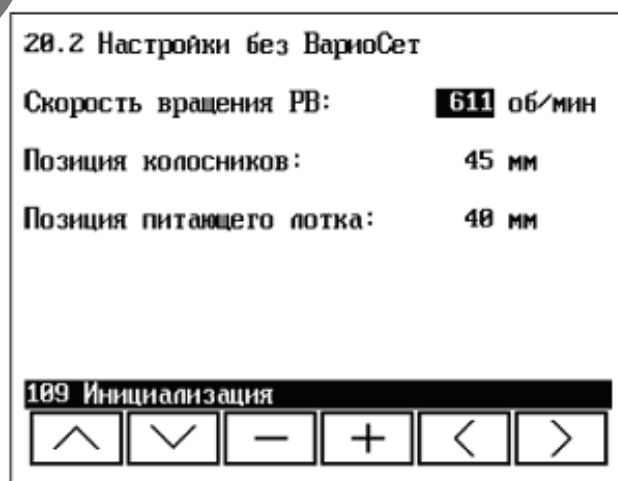 20.2 Настройки без ВариоСет
Скорость вращения РВ: 611 об/мин
Позиция колосников: 45 мм
Позиция питающего лотка: 40 мм
109 Инициализация